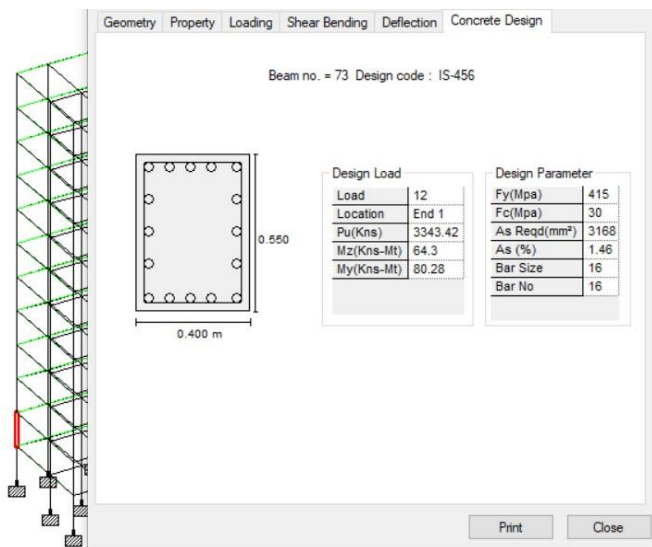 Geometry Property Loading Shear Bending Deflection Concrete Design
Beam no. = 73 Design code : IS-456
0.550
0.400 m
Design Load
Load 12
Location End 1
Pu(Kns) 3343.42
Mz(Kns-Mt) 64.3
My(Kns-Mt) 80.28
Design Parameter
Fy(Mpa) 415
Fc(Mpa) 30
As Reqd(mm²) 3168
As (%) 1.46
Bar Size 16
Bar No 16
Print Close